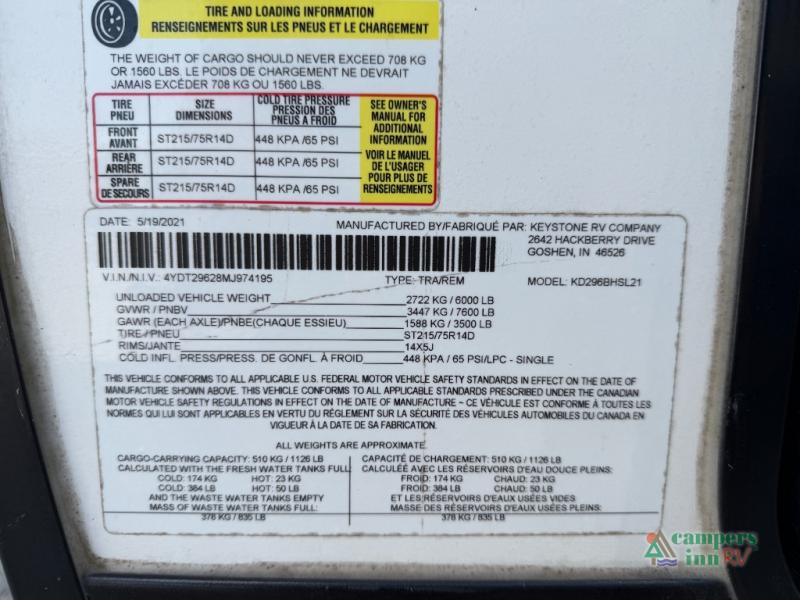 TIRE AND LOADING INFORMATION
RENSEIGNEMENTS SUR LES PNEUS ET LE CHARGEMENT
THE WEIGHT OF CARGO SHOULD NEVER EXCEED 708 KG
OR 1560 LBS. LE POIDS DE CHARGEMENT NE DEVRAIT
JAMAIS EXCÉDER 708 KG OU 1560 LBS.
TIRE
PNEU
SIZE
DIMENSIONS
COLD TIRE PRESSURE
PRESSION DES
PNEUS A FROID
SEE OWNER'S
MANUAL FOR
ADDITIONAL
INFORMATION
VOIR LE MANUEL
DE L'USAGER
POUR PLUS DE
RENSEIGNEMENTS
FRONT
AVANT
ST215/75R14D
448 KPA /65 PSI
REAR
ARRIÈRE
ST215/75R14D
448 KPA /65 PSI
SPARE
DE SECOURS
ST215/75R14D
448 KPA /65 PSI
DATE: 5/19/2021
MANUFACTURED BY/FABRIQUÉ PAR: KEYSTONE RV COMPANY
2642 HACKBERRY DRIVE
GOSHEN, IN 46526
V.I.N./N.I.V.: 4YDT29628MJ974195
TYPE: TRA/REM
MODEL: KD296BHSL21
UNLOADED VEHICLE WEIGHT 2722 KG / 6000 LB
GVWR / PNBV 3447 KG / 7600 LB
GAWR (EACH AXLE)/PNBE(CHAQUE ESSIEU) 1588 KG / 3500 LB
TIRE/PNEU ST215/75R14D
RIMS/JANTE 14X5J
COLD INFL. PRESS/PRESS. DE GONFL. À FROID 448 KPA / 65 PSI/LPC - SINGLE
THIS VEHICLE CONFORMS TO ALL APPLICABLE U.S. FEDERAL MOTOR VEHICLE SAFETY STANDARDS IN EFFECT ON THE DATE OF
MANUFACTURE SHOWN ABOVE. THIS VEHICLE CONFORMS TO ALL APPLICABLE STANDARDS PRESCRIBED UNDER THE CANADIAN
MOTOR VEHICLE SAFETY REGULATIONS IN EFFECT ON THE DATE OF MANUFACTURE – CE VÉHICULE EST CONFORME À TOUTES LES
NORMES QUI LUI SONT APPLICABLES EN VERTU DU RÉGLEMENT SUR LA SÉCURITÉ DES VÉHICULES AUTOMOBILES DU CANADA EN
VIGUEUR À LA DATE DE SA FABRICATION.
ALL WEIGHTS ARE APPROXIMATE.
CARGO-CARRYING CAPACITY: 510 KG / 1126 LB
CALCULATED WITH THE FRESH WATER TANKS FULL:
COLD: 174 KG HOT: 23 KG
COLD: 384 LB HOT: 50 LB
AND THE WASTE WATER TANKS EMPTY
MASS OF WASTE WATER TANKS FULL:
378 KG / 835 LB
CAPACITÉ DE CHARGEMENT: 510 KG / 1126 LB
CALCULÉE AVEC LES RÉSERVOIRS D'EAU DOUCE PLEINS:
FROID: 174 KG CHAUD: 23 KG
FROID: 384 LB CHAUD: 50 LB
ET LES RÉSERVOIRS D'EAUX USÉES VIDES
MASSE DES RÉSERVOIRS D'EAUX USÉES PLEINS:
378 KG / 835 LB
campers
inn RV